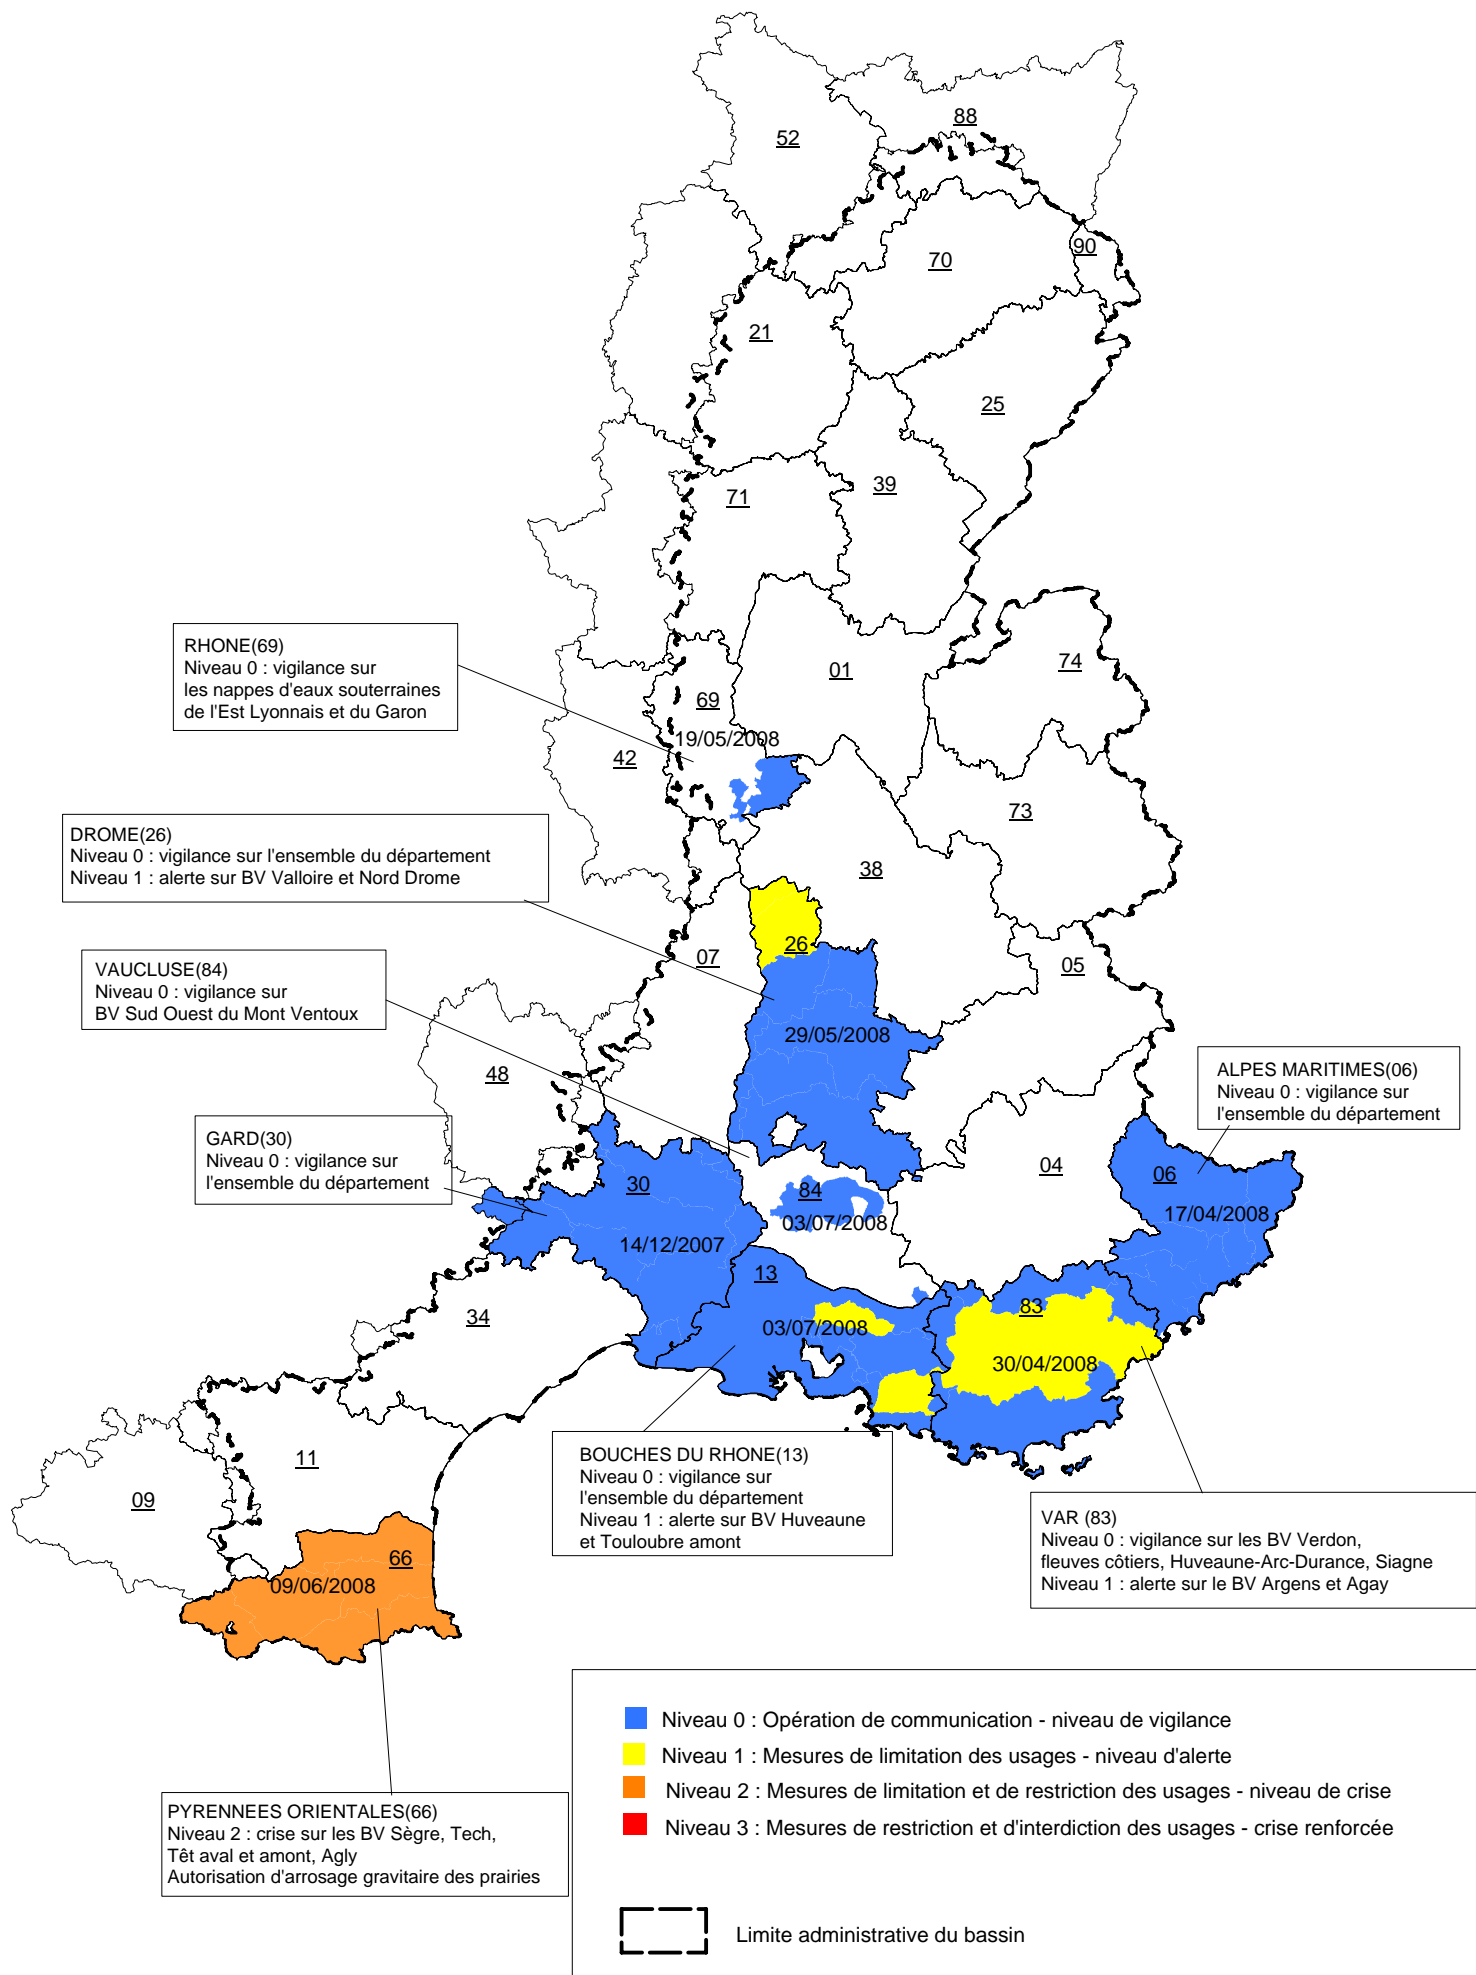 88
52
90
70
21
25
39
71
RHONE(69)
Niveau 0 : vigilance sur
les nappes d'eaux souterraines
de l'Est Lyonnais et du Garon
01
74
69
19/05/2008
42
73
DROME(26)
Niveau 0 : vigilance sur l'ensemble du département
Niveau 1 : alerte sur BV Valloire et Nord Drome
38
26
07
05
VAUCLUSE(84)
Niveau 0 : vigilance sur
BV Sud Ouest du Mont Ventoux
29/05/2008
48
ALPES MARITIMES(06)
Niveau 0 : vigilance sur
l'ensemble du département
GARD(30)
Niveau 0 : vigilance sur
l'ensemble du département
04
06
30
84
17/04/2008
03/07/2008
14/12/2007
13
83
34
03/07/2008
30/04/2008
BOUCHES DU RHONE(13)
Niveau 0 : vigilance sur
l'ensemble du département
Niveau 1 : alerte sur BV Huveaune
et Touloubre amont
11
09
VAR (83)
Niveau 0 : vigilance sur les BV Verdon,
fleuves côtiers, Huveaune-Arc-Durance, Siagne
Niveau 1 : alerte sur le BV Argens et Agay
66
09/06/2008
Niveau 0 : Opération de communication - niveau de vigilance
Niveau 1 : Mesures de limitation des usages - niveau d'alerte
Niveau 2 : Mesures de limitation et de restriction des usages - niveau de crise
Niveau 3 : Mesures de restriction et d'interdiction des usages - crise renforcée
PYRENNEES ORIENTALES(66)
Niveau 2 : crise sur les BV Sègre, Tech,
Têt aval et amont, Agly
Autorisation d'arrosage gravitaire des prairies
Limite administrative du bassin